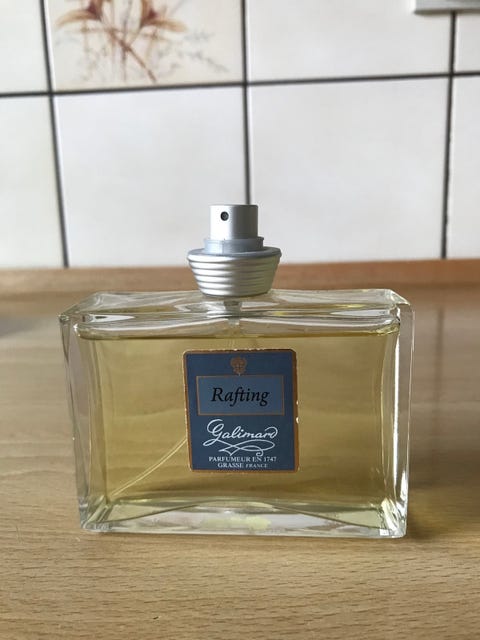 Rafting
Galimard
PARFUMEUR EN 1747
GRASSE FRANCE